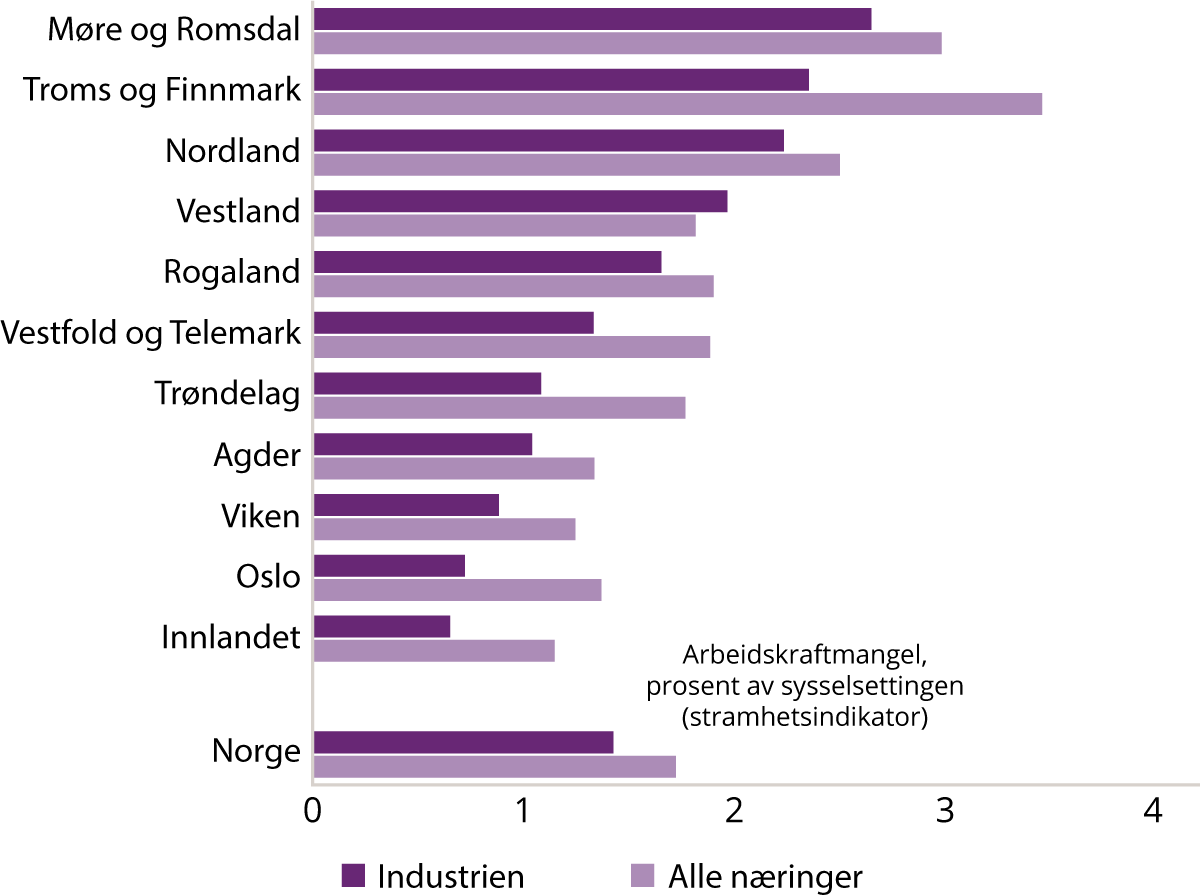 Møre og Romsdal
Troms og Finnmark
Nordland
Vestland
Rogaland
Vestfold og Telemark
Trøndelag
Agder
Viken
Oslo
Innlandet
Arbeidskraftmangel,
prosent av sysselsettingen
(stramhetsindikator)
Norge
0 1 2 3 4
Industrien Alle næringer